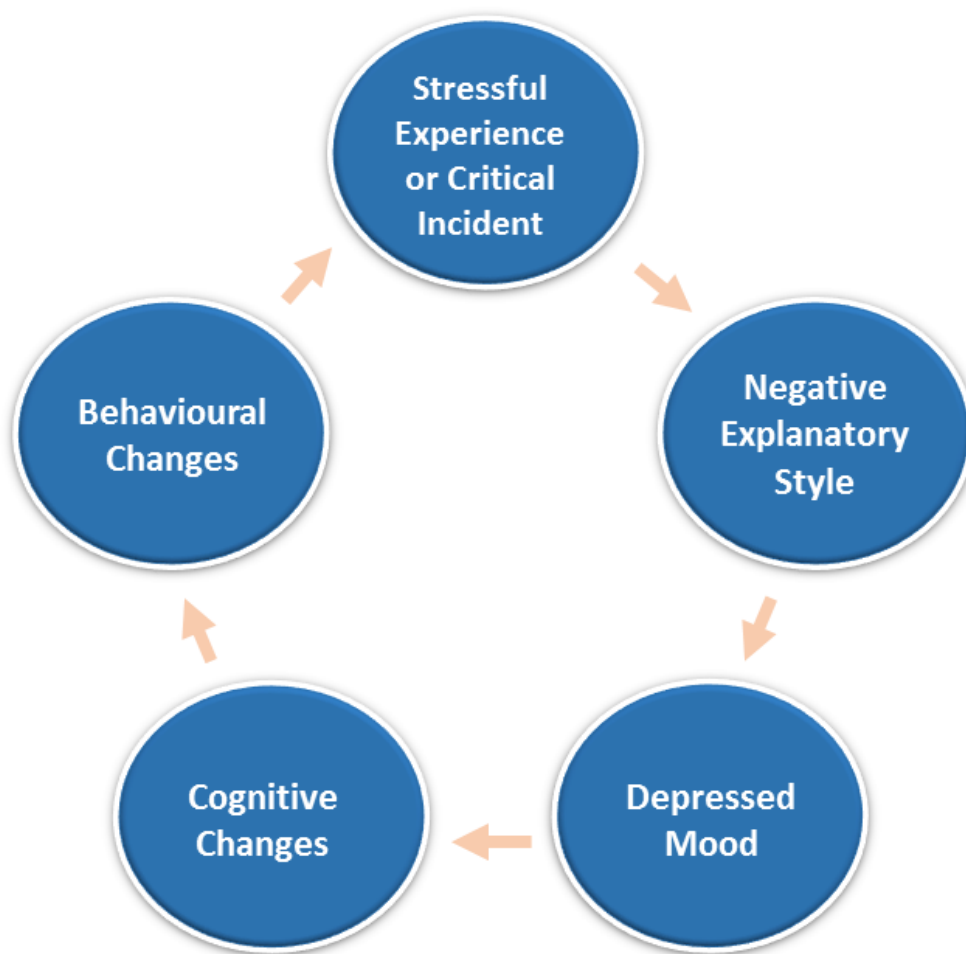 Stressful
Experience
or Critical
Incident
Negative
Explanatory
Style
Depressed
Mood
Cognitive
Changes
Behavioural
Changes